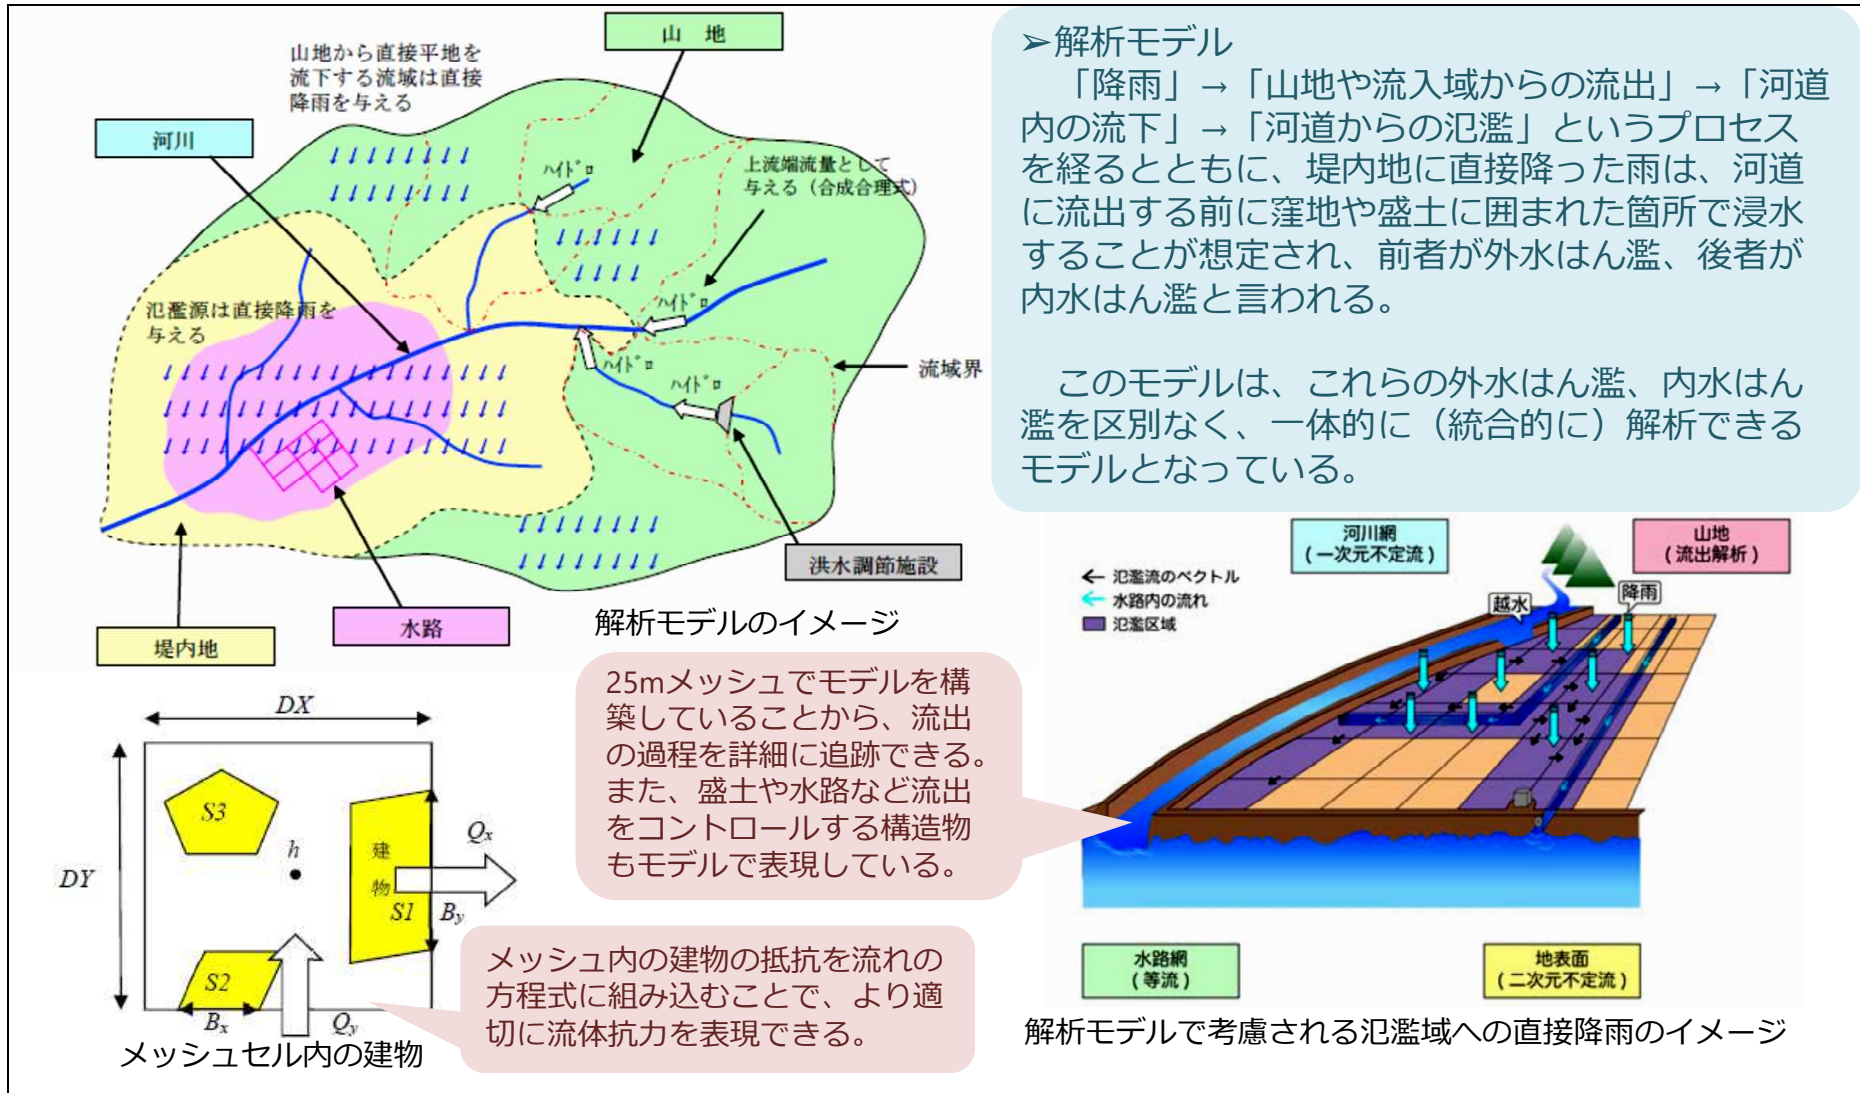 山地から直接平地を
流下する流域は直接
降雨を与える
山　地
河川
ﾊｲﾄﾞﾛ
上流端流量として
与える（合成合理式）
氾濫源は直接降雨を
与える
ﾊｲﾄﾞﾛ
ﾊｲﾄﾞﾛ
ﾊｲﾄﾞﾛ
流域界
洪水調節施設
水路
堤内地
解析モデルのイメージ
➢解析モデル
「降雨」→「山地や流入域からの流出」→「河道
内の流下」→「河道からの氾濫」というプロセス
を経るとともに、堤内地に直接降った雨は、河道
に流出する前に窪地や盛土に囲まれた箇所で浸水
することが想定され、前者が外水はん濫、後者が
内水はん濫と言われる。
このモデルは、これらの外水はん濫、内水はん
濫を区別なく、一体的に（統合的に）解析できる
モデルとなっている。
DX
DY
S3
h
建
物
S1
Qx
By
S2
Bx
Qy
メッシュセル内の建物
25mメッシュでモデルを構
築していることから、流出
の過程を詳細に追跡できる。
また、盛土や水路など流出
をコントロールする構造物
もモデルで表現している。
メッシュ内の建物の抵抗を流れの
方程式に組み込むことで、より適
切に流体抗力を表現できる。
河川網
（一次元不定流）
山地
（流出解析）
氾濫流のベクトル
水路内の流れ
氾濫区域
越水
降雨
水路網
（等流）
地表面
（二次元不定流）
解析モデルで考慮される氾濫域への直接降雨のイメージ